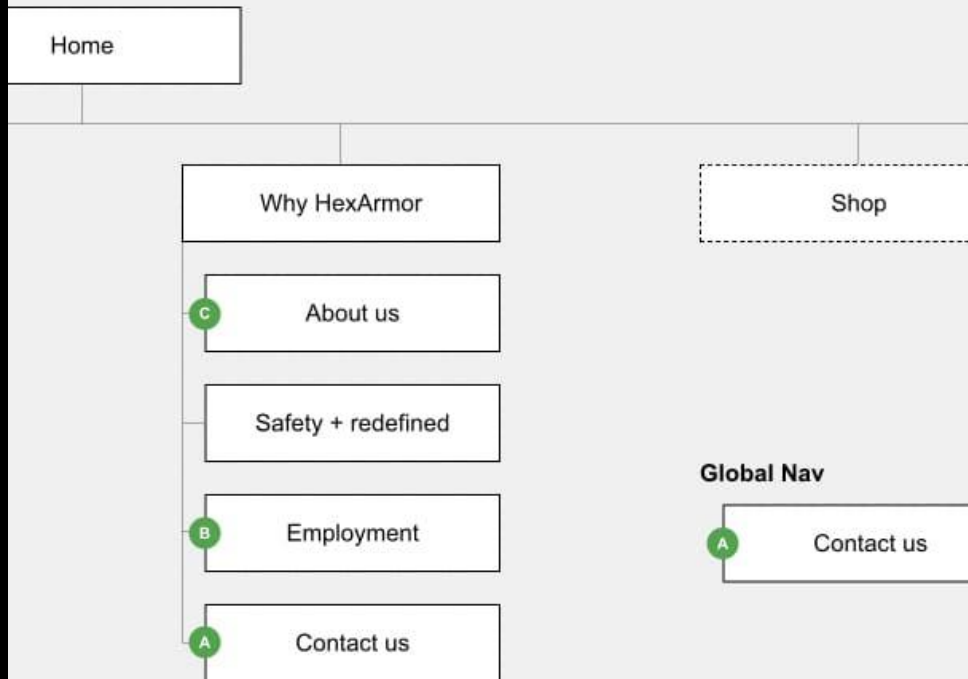 Home
Why HexArmor
Shop
C
About us
Safety + redefined
Global Nav
B
Employment
A
Contact us
A
Contact us